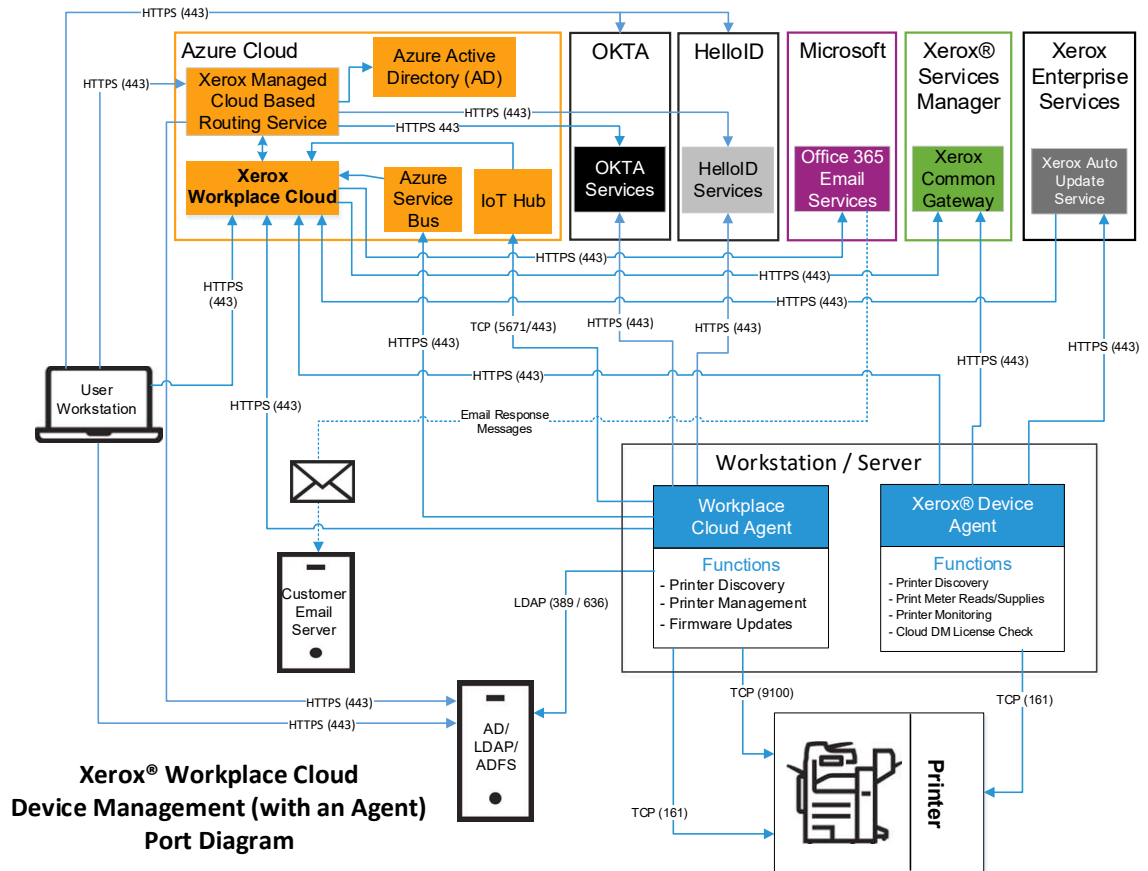 HTTPS (443)
Azure Cloud
Xerox Managed
Cloud Based
Routing Service
Azure Active
Directory (AD)
OKTA
HelloID
Microsoft
Xerox®
Services
Manager
Xerox
Enterprise
Services
HTTPS (443)
HTTPS (443)
HTTPS (443)
HTTPS 443
Xerox
Workplace Cloud
Azure
Service
Bus
IoT Hub
OKTA
Services
HelloID
Services
Office 365
Email
Services
Xerox
Common
Gateway
Xerox Auto
Update
Service
HTTPS (443)
HTTPS (443)
HTTPS
(443)
HTTPS (443)
HTTPS (443)
TCP (5671/443)
HTTPS (443)
HTTPS (443)
HTTPS (443)
HTTPS (443)
HTTPS (443)
HTTPS (443)
HTTPS (443)
User
Workstation
Email Response
Messages
Workstation / Server
Workplace
Cloud Agent
Functions
- Printer Discovery
- Printer Management
- Firmware Updates
Xerox® Device
Agent
Functions
- Printer Discovery
- Print Meter Reads/Supplies
- Printer Monitoring
- Cloud DM License Check
Customer
Email
Server
LDAP (389 / 636)
TCP (9100)
TCP (161)
HTTPS (443)
HTTPS (443)
AD/
LDAP/
ADFS
TCP (161)
Printer
Xerox® Workplace Cloud
Device Management (with an Agent)
Port Diagram